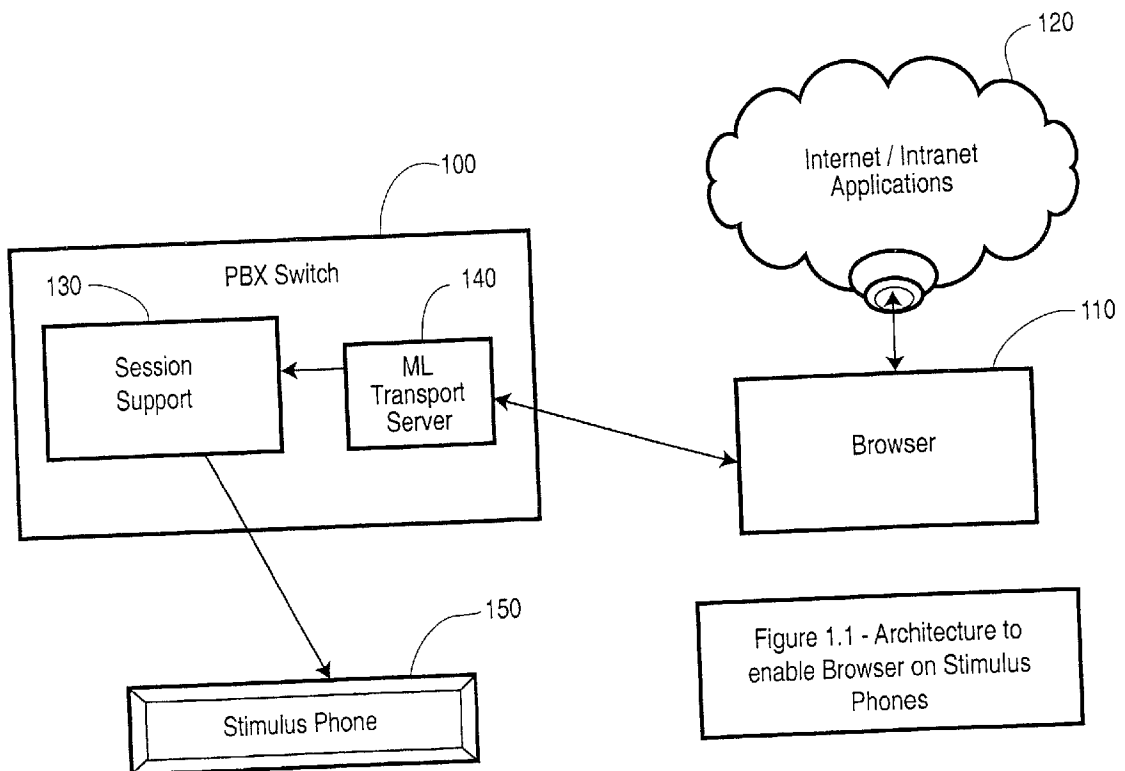 120
Internet / Intranet
Applications
100
PBX Switch
130
140
Session
Support
ML
Transport
Server
110
Browser
150
Stimulus Phone
Figure 1.1 - Architecture to
enable Browser on Stimulus
Phones